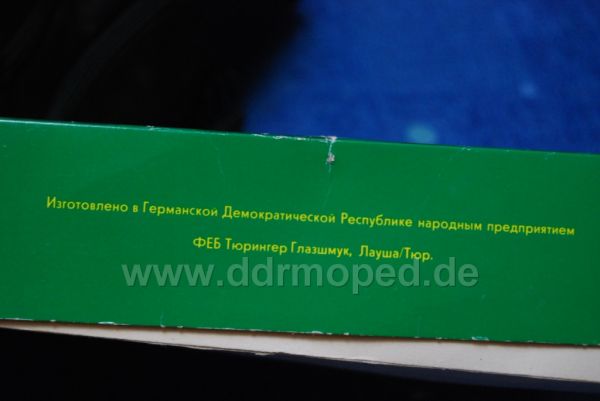 Изготовлено в Германской Демократической Республике народным предприятием
ФЕБ Тюрингер Глазшмук, Лауша/Тюр.
www.ddrmoped.de